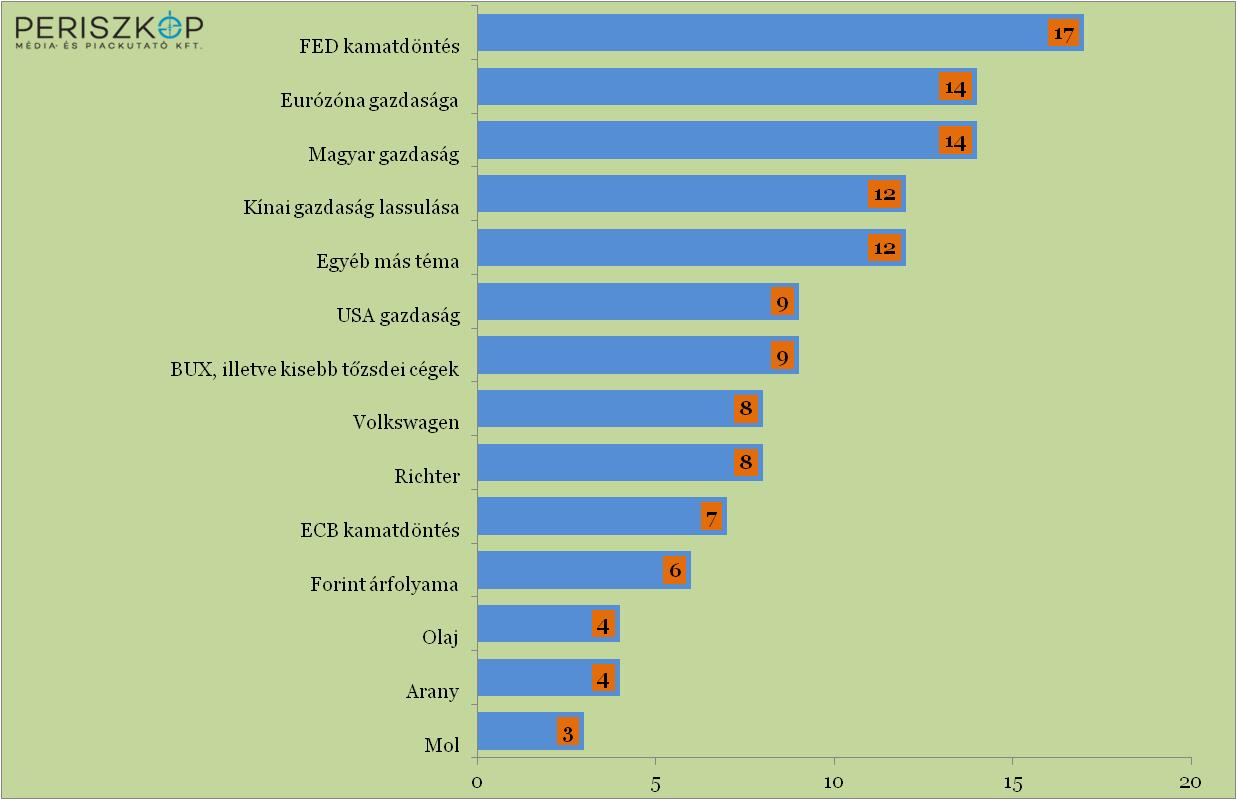 PERISZKOP
MÉDIA- ÉS PIACKUTATÓ KFT.
FED kamatdöntés 17
Eurózóna gazdasága 14
Magyar gazdaság 14
Kínai gazdaság lassulása 12
Egyéb más téma 12
USA gazdaság 9
BUX, illetve kisebb tőzsdei cégek 9
Volkswagen 8
Richter 8
ECB kamatdöntés 7
Forint árfolyama 6
Olaj 4
Arany 4
Mol 3
0 5 10 15 20